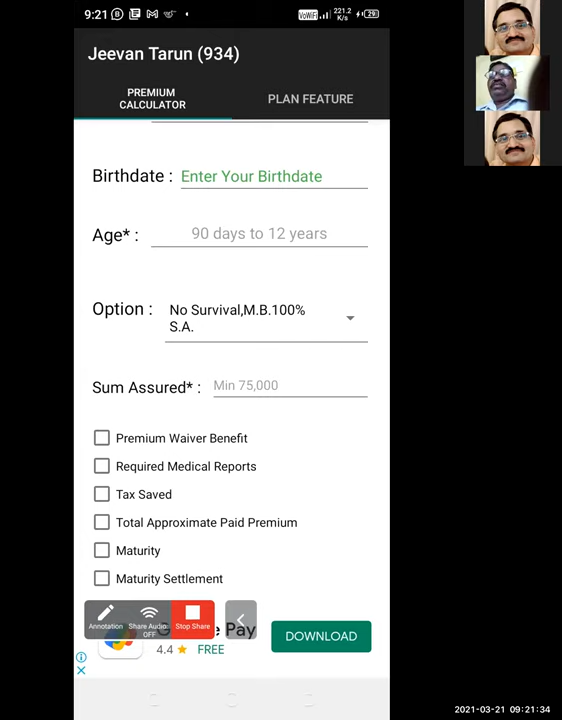 9:21
VoWiFi
221.2
K/s
29
Jeevan Tarun (934)
PREMIUM
CALCULATOR
PLAN FEATURE
Birthdate :
Enter Your Birthdate
Age* :
90 days to 12 years
Option :
No Survival,M.B.100%
S.A.
Sum Assured* :
Min 75,000
Premium Waiver Benefit
Required Medical Reports
Tax Saved
Total Approximate Paid Premium
Maturity
Maturity Settlement
Annotation
Share Audio:
OFF
Stop Share
Pay
4.4 ★ FREE
DOWNLOAD
2021-03-21 09:21:34